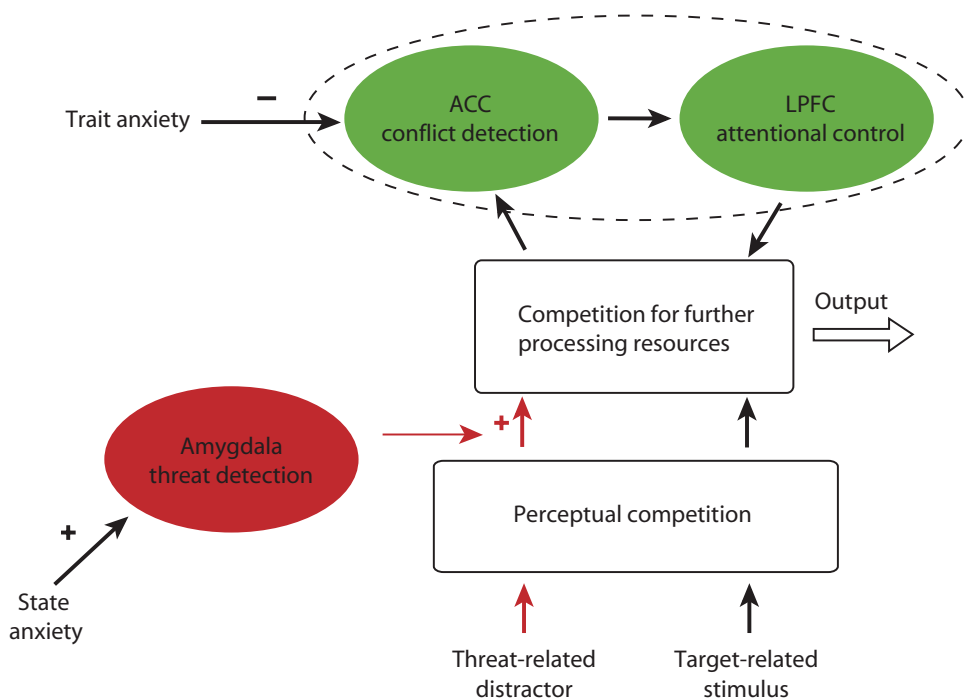 Trait anxiety
−
ACC
conflict detection
LPFC
attentional control
Competition for further
processing resources
Output
Amygdala
threat detection
+
+
Perceptual competition
State
anxiety
Threat-related
distractor
Target-related
stimulus